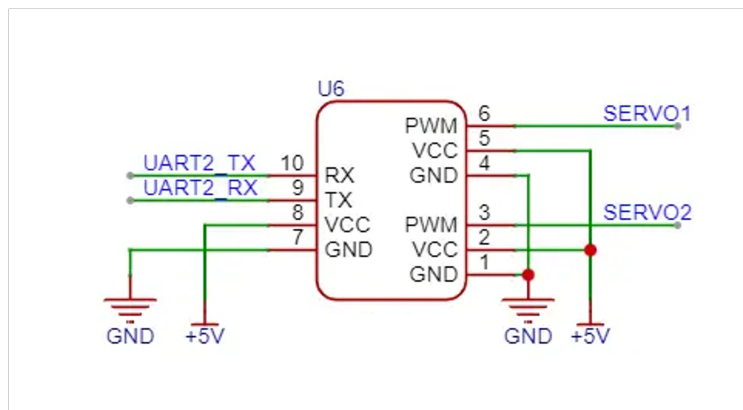 U6
PWM 6 SERVO1
VCC 5
GND 4
UART2_TX 10 RX
UART2_RX 9 TX
8 VCC
7 GND
PWM 3 SERVO2
VCC 2
GND 1
GND +5V
GND +5V